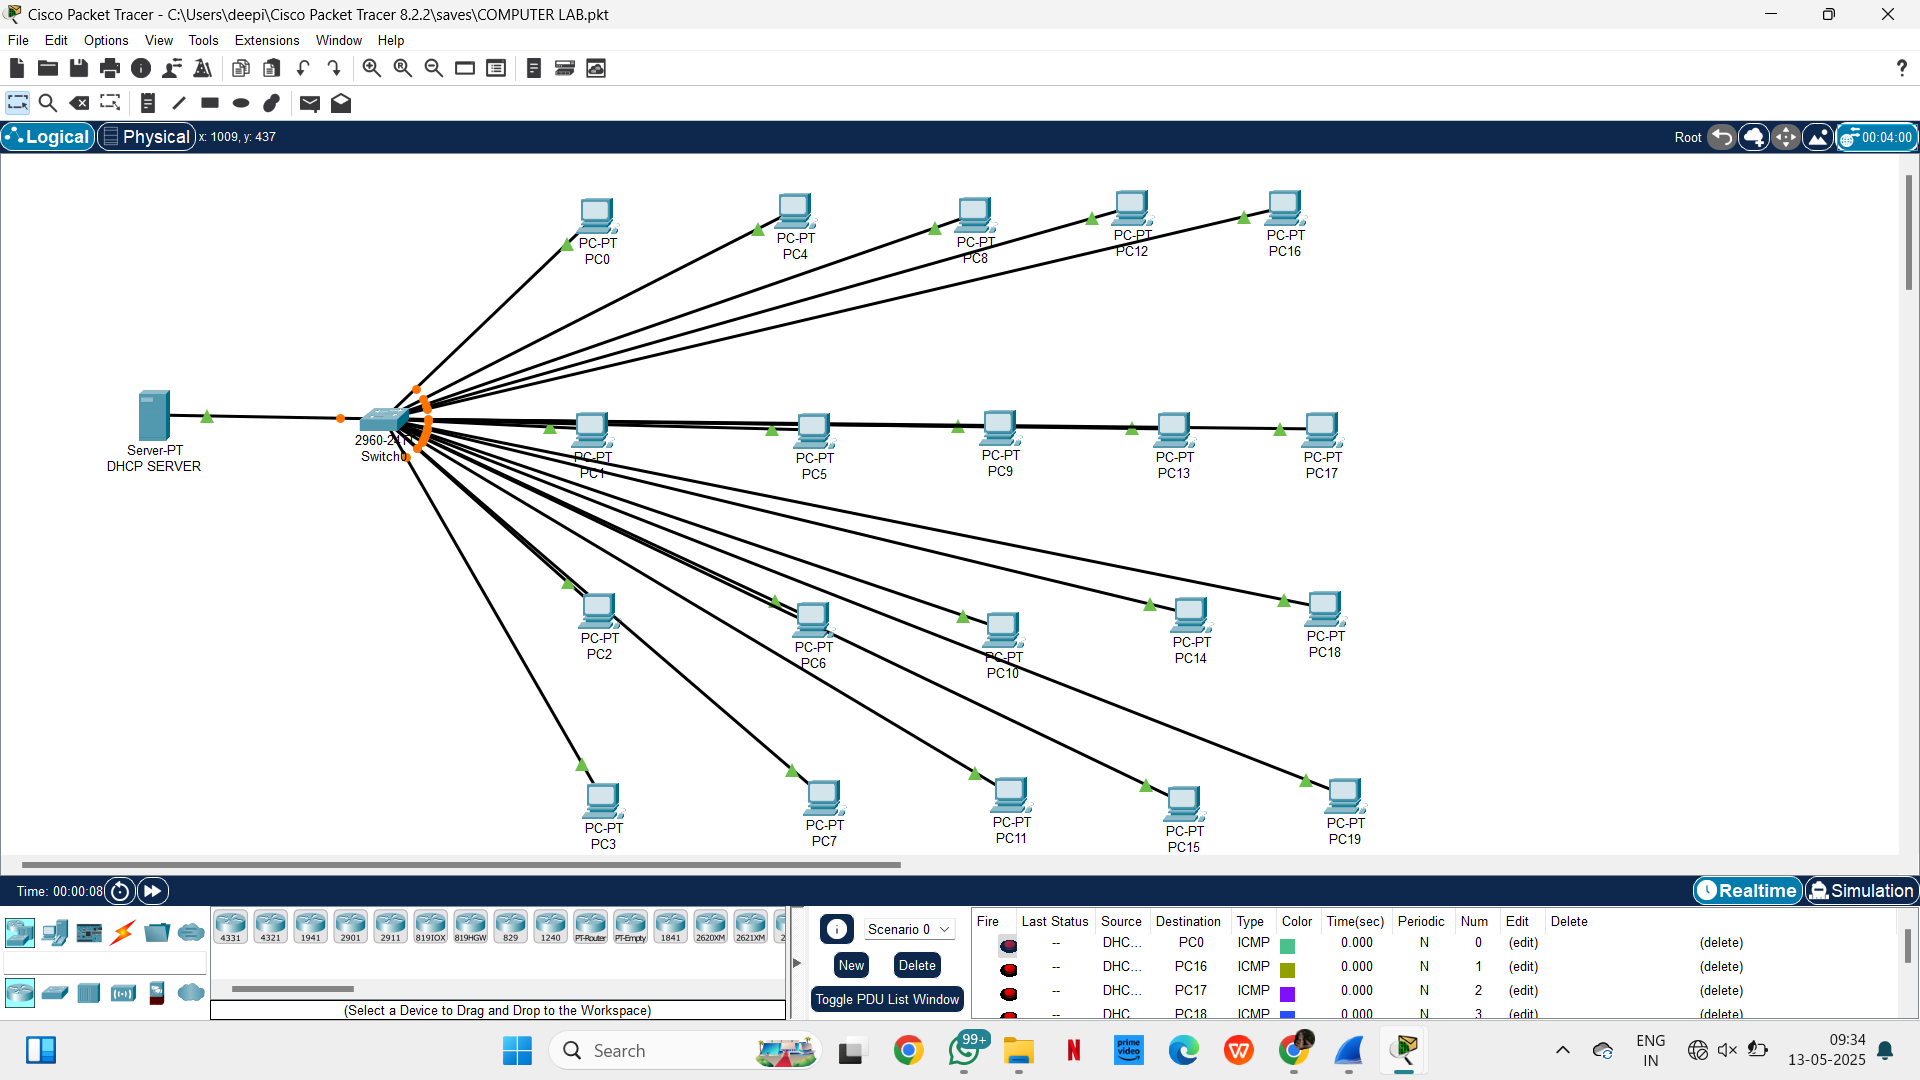 Cisco Packet Tracer - C:\Users\deepi\Cisco Packet Tracer 8.2.2\saves\COMPUTER LAB.pkt
File Edit Options View Tools Extensions Window Help
Logical Physical x: 1009, y: 437
Root 00:04:00
PC-PT
PC0
PC-PT
PC4
PC-PT
PC8
PC-PT
PC12
PC-PT
PC16
Server-PT
DHCP SERVER
2960-24TT
Switch0
PC-PT
PC1
PC-PT
PC5
PC-PT
PC9
PC-PT
PC13
PC-PT
PC17
PC-PT
PC2
PC-PT
PC6
PC-PT
PC10
PC-PT
PC14
PC-PT
PC18
PC-PT
PC3
PC-PT
PC7
PC-PT
PC11
PC-PT
PC15
PC-PT
PC19
Time: 00:00:08
Realtime Simulation
4331 4321 1941 2901 2911 819IOX 819HGW 829 1240 PT-Router PT-Empty 1841 2620XM 2621XM 2
(Select a Device to Drag and Drop to the Workspace)
Scenario 0
New Delete
Toggle PDU List Window
Fire Last Status Source Destination Type Color Time(sec) Periodic Num Edit Delete
-- DHC... PC0 ICMP 0.000 N 0 (edit) (delete)
-- DHC... PC16 ICMP 0.000 N 1 (edit) (delete)
-- DHC... PC17 ICMP 0.000 N 2 (edit) (delete)
-- DHC PC18 ICMP 0.000 N 3 (edit) (delete)
Search
99+
N
prime video
W
ENG
IN
09:34
13-05-2025